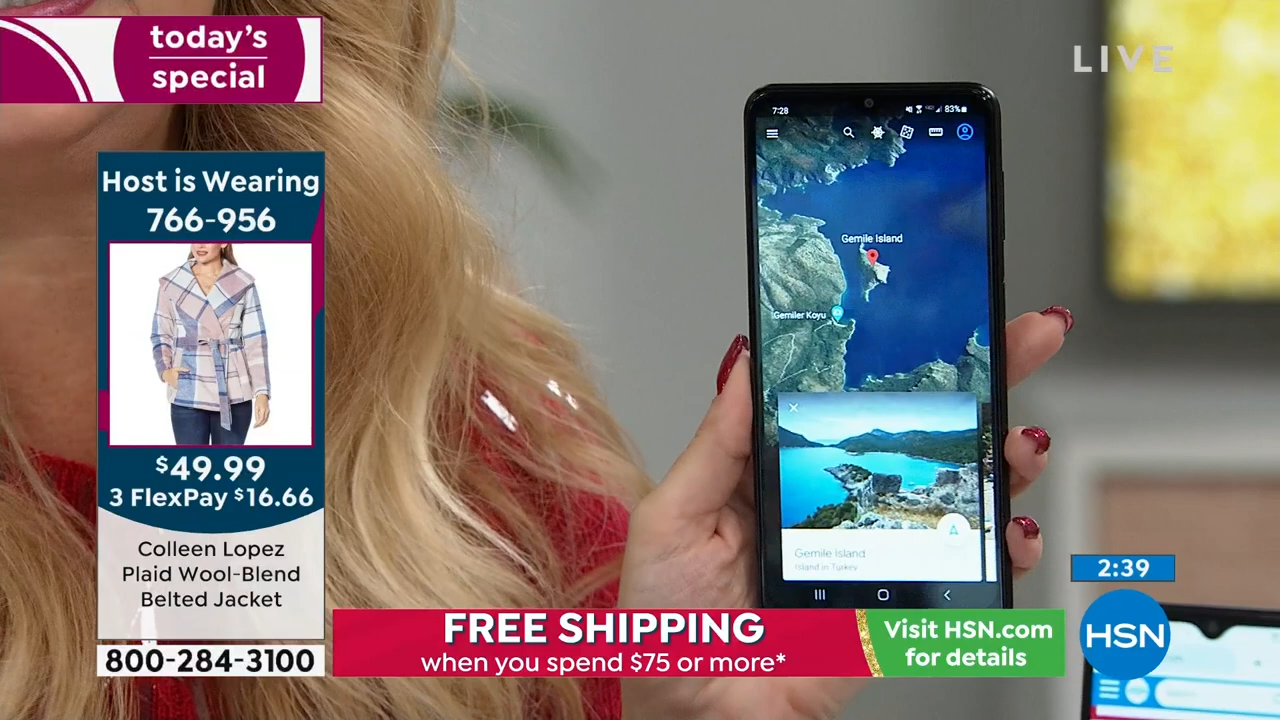 today's
special
LIVE
Host is Wearing
766-956
$49.99
3 FlexPay $16.66
Colleen Lopez
Plaid Wool-Blend
Belted Jacket
800-284-3100
7:28
83%
Gemile Island
Gemiler Koyu
Gemile Island
Island in Turkey
FREE SHIPPING
when you spend $75 or more*
Visit HSN.com
for details
2:39
HSN